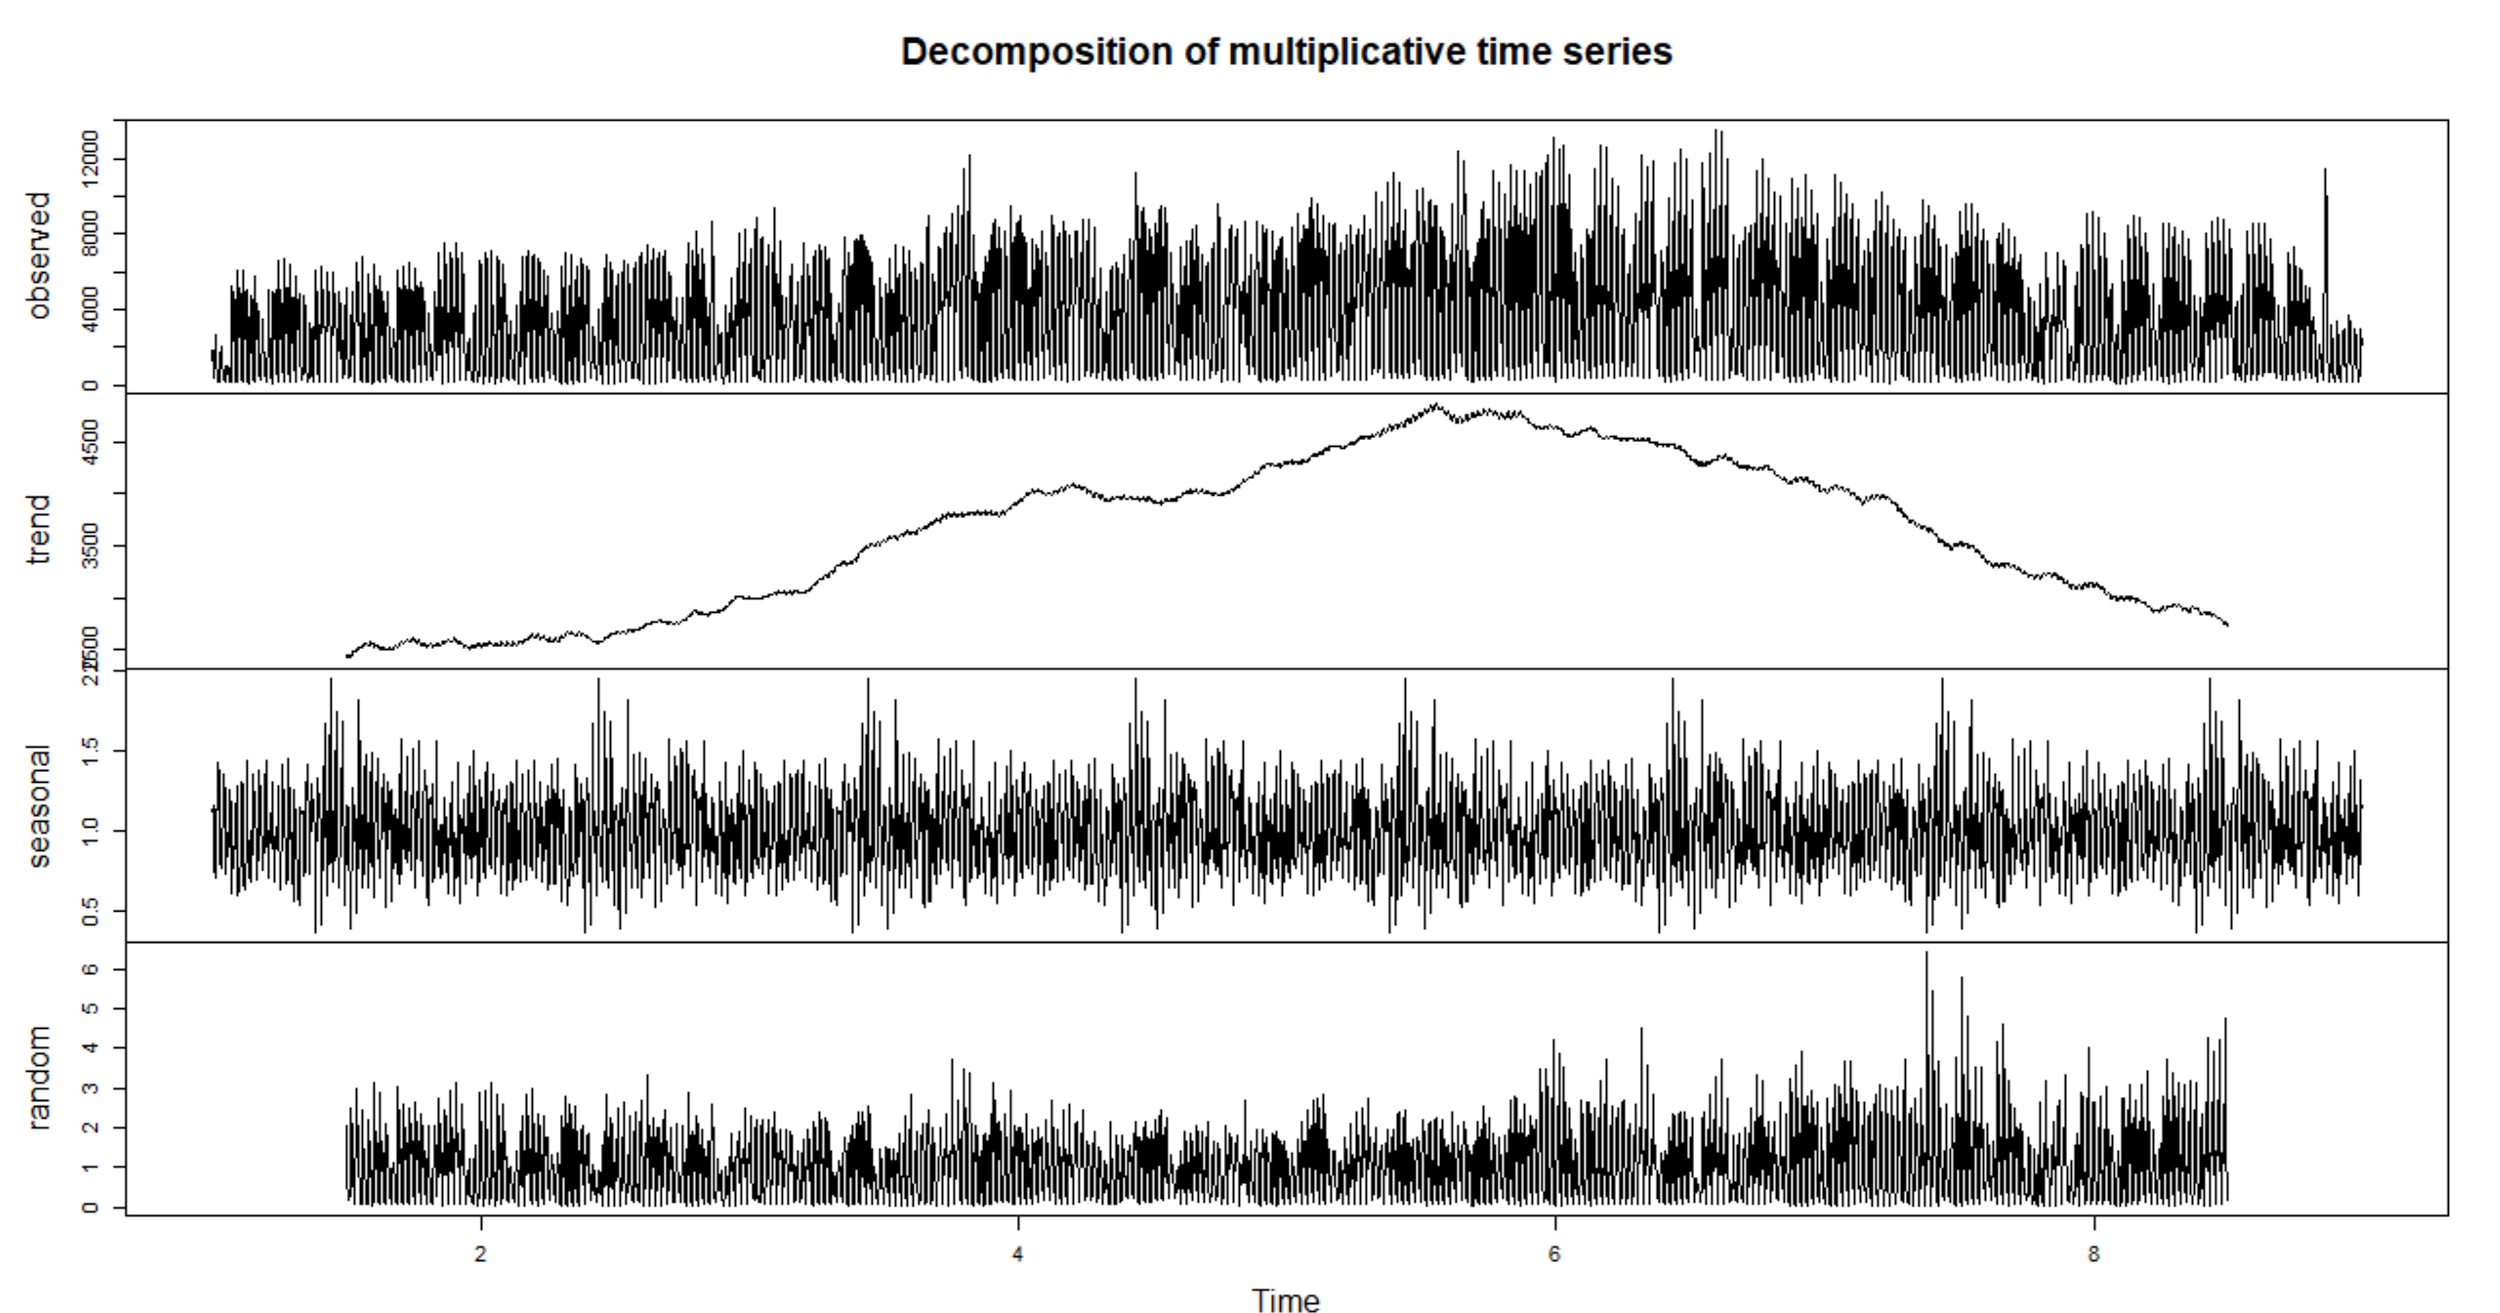 Decomposition of multiplicative time series
observed
0 4000 8000 12000
trend
2500 3500 4500
seasonal
0.5 1.0 1.5
random
0 1 2 3 4 5 6
2 4 6 8
Time